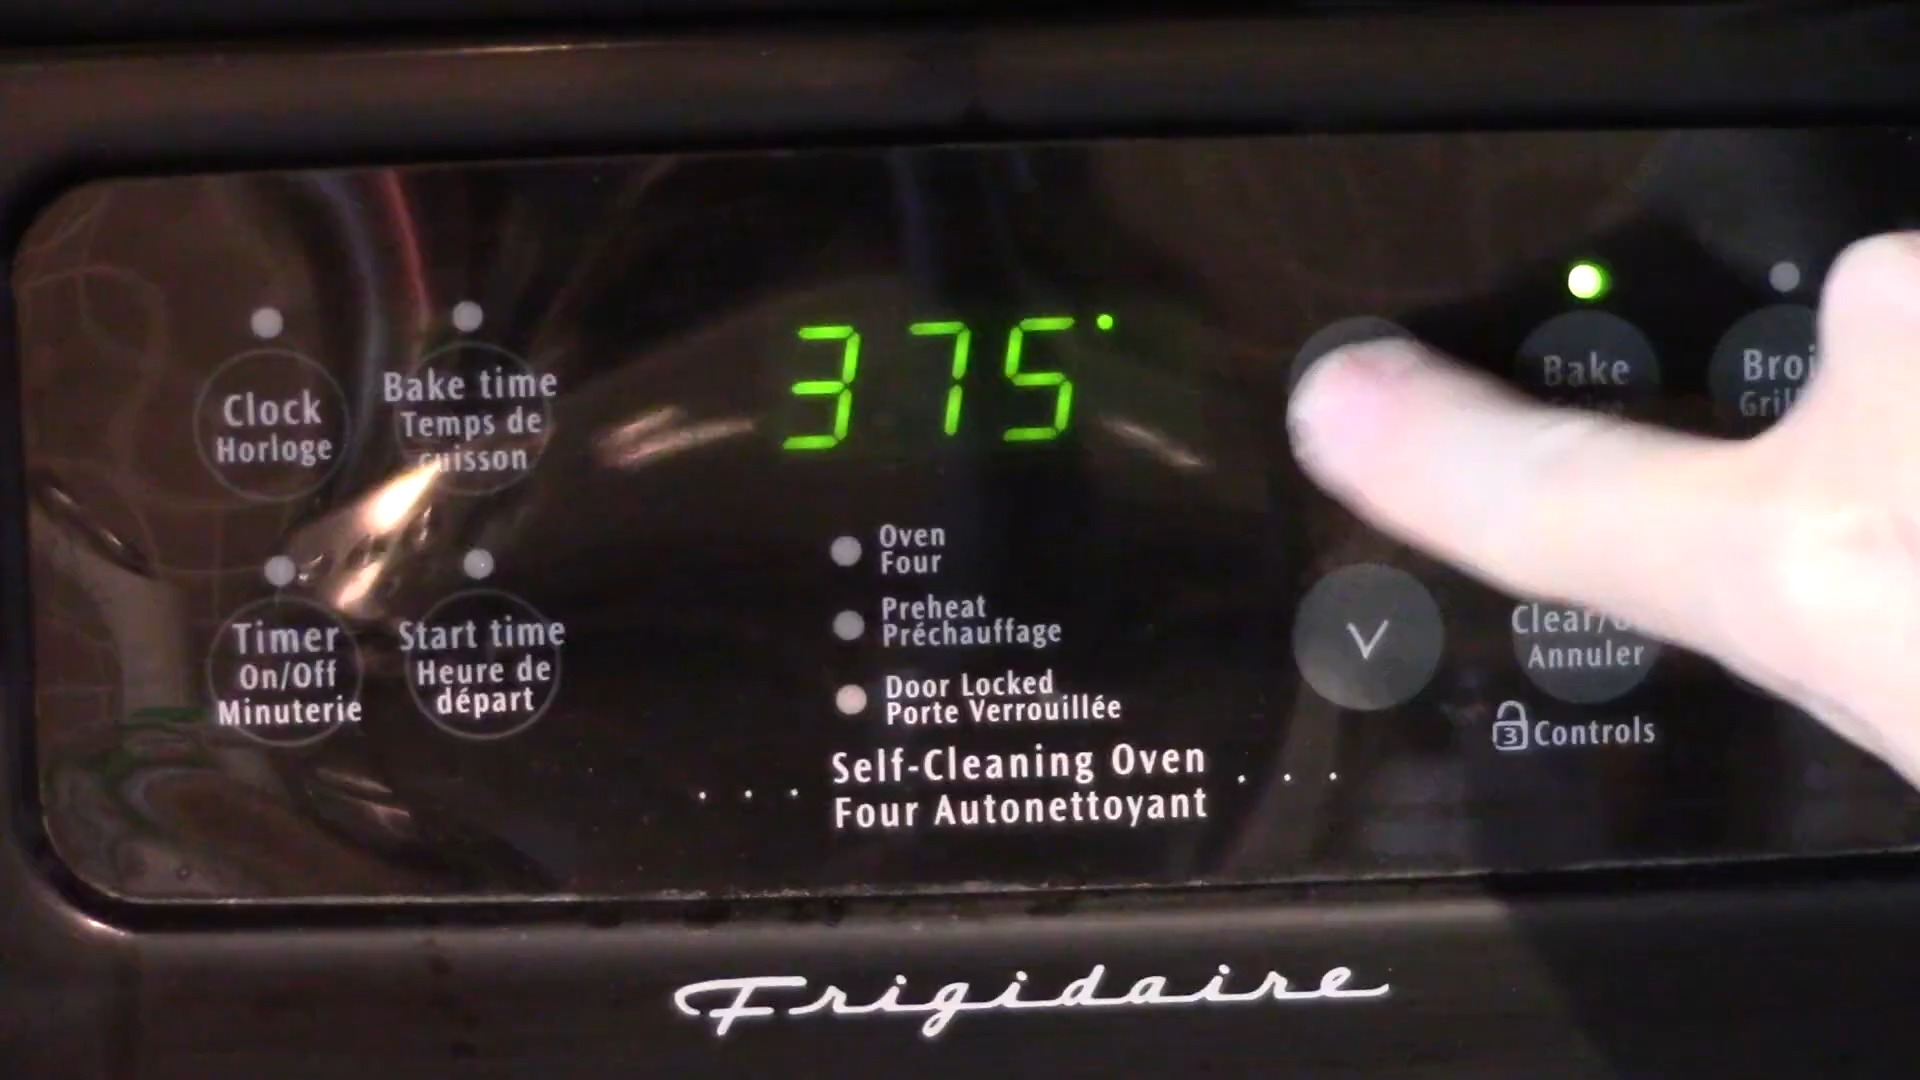 375°
Clock
Horloge
Bake time
Temps de
cuisson
Bake
Timer
On/Off
Minuterie
Start time
Heure de
départ
Oven
Four
Preheat
Préchauffage
Door Locked
Porte Verrouillée
Clear/
Annuler
3 Controls
. . . Self-Cleaning Oven . . .
Four Autonettoyant
Frigidaire